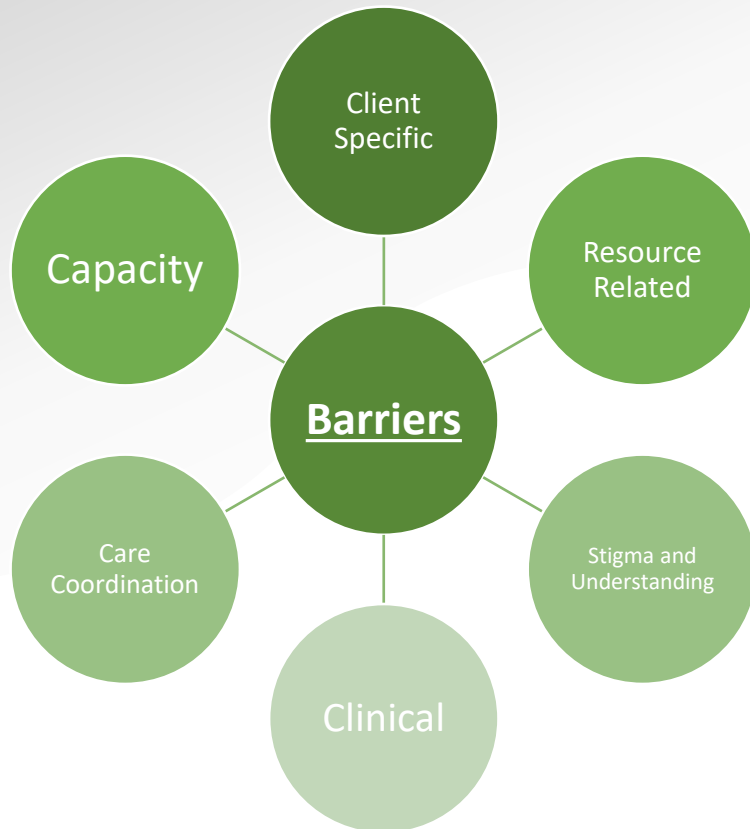 Client
Specific
Capacity
Resource
Related
Barriers
Care
Coordination
Stigma and
Understanding
Clinical